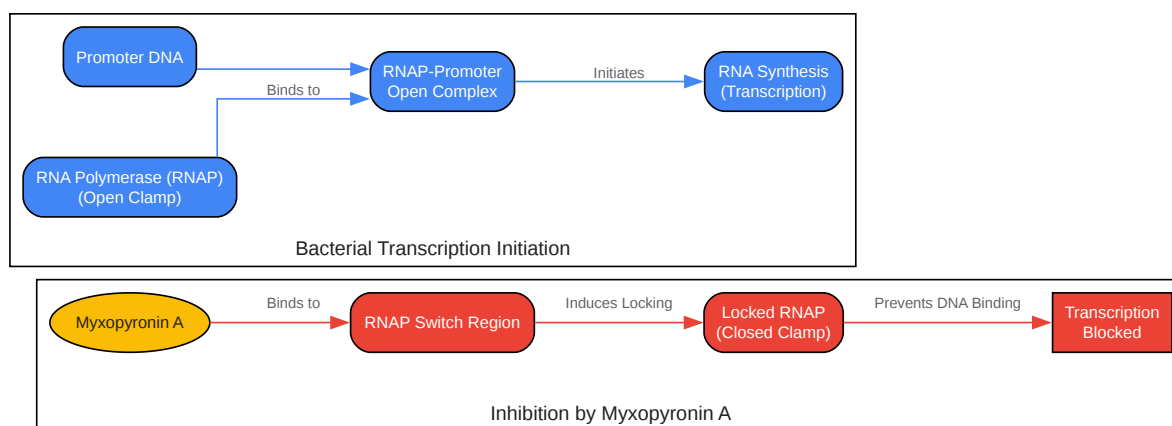 Promoter DNA
RNAP-Promoter
Open Complex
Initiates
RNA Synthesis
(Transcription)
Binds to
RNA Polymerase (RNAP)
(Open Clamp)
Bacterial Transcription Initiation
Myxopyronin A
Binds to
RNAP Switch Region
Induces Locking
Locked RNAP
(Closed Clamp)
Prevents DNA Binding
Transcription
Blocked
Inhibition by Myxopyronin A